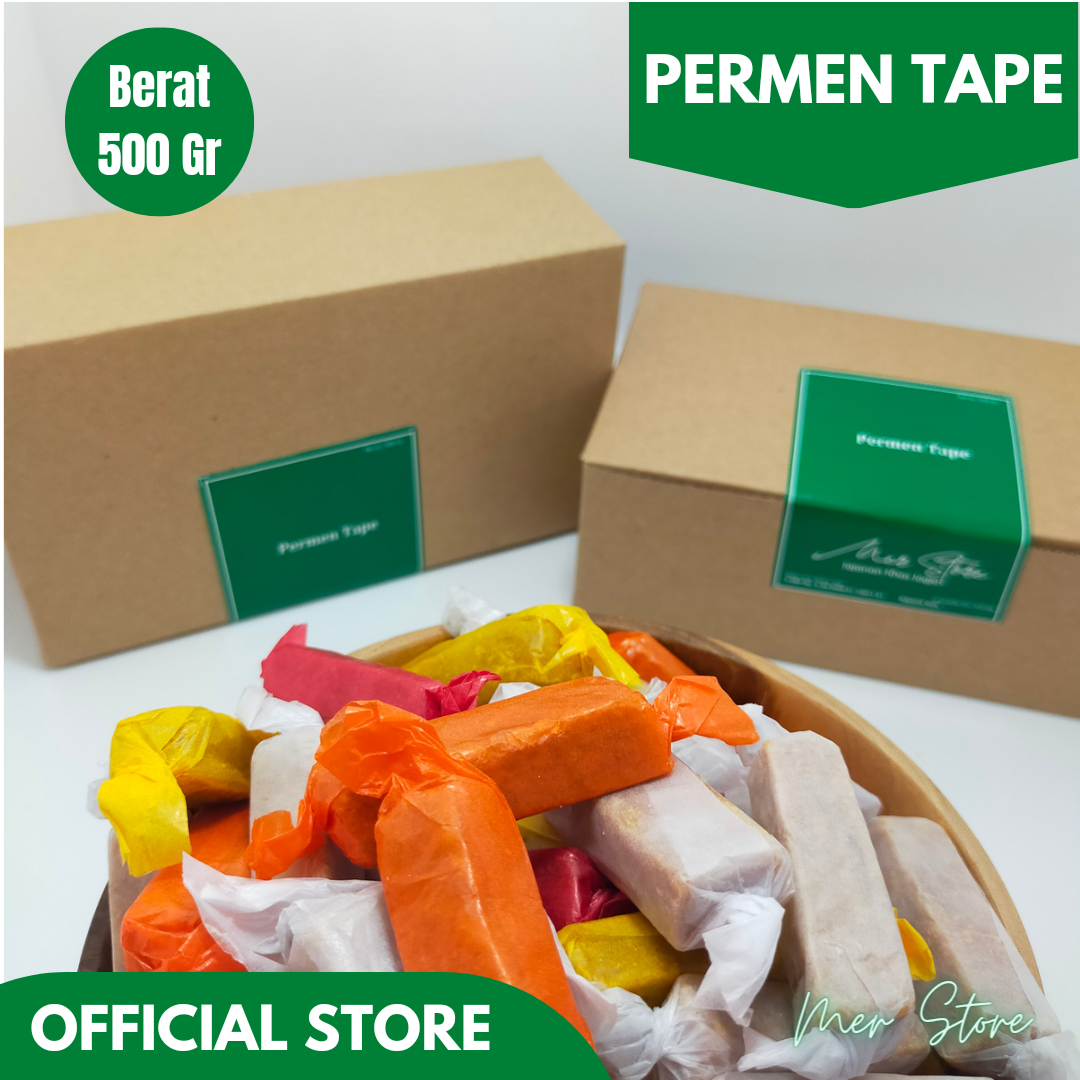 Berat
500 Gr
PERMEN TAPE
Permen Tape
Permen Tape
Mer Store
OFFICIAL STORE
Mer Store